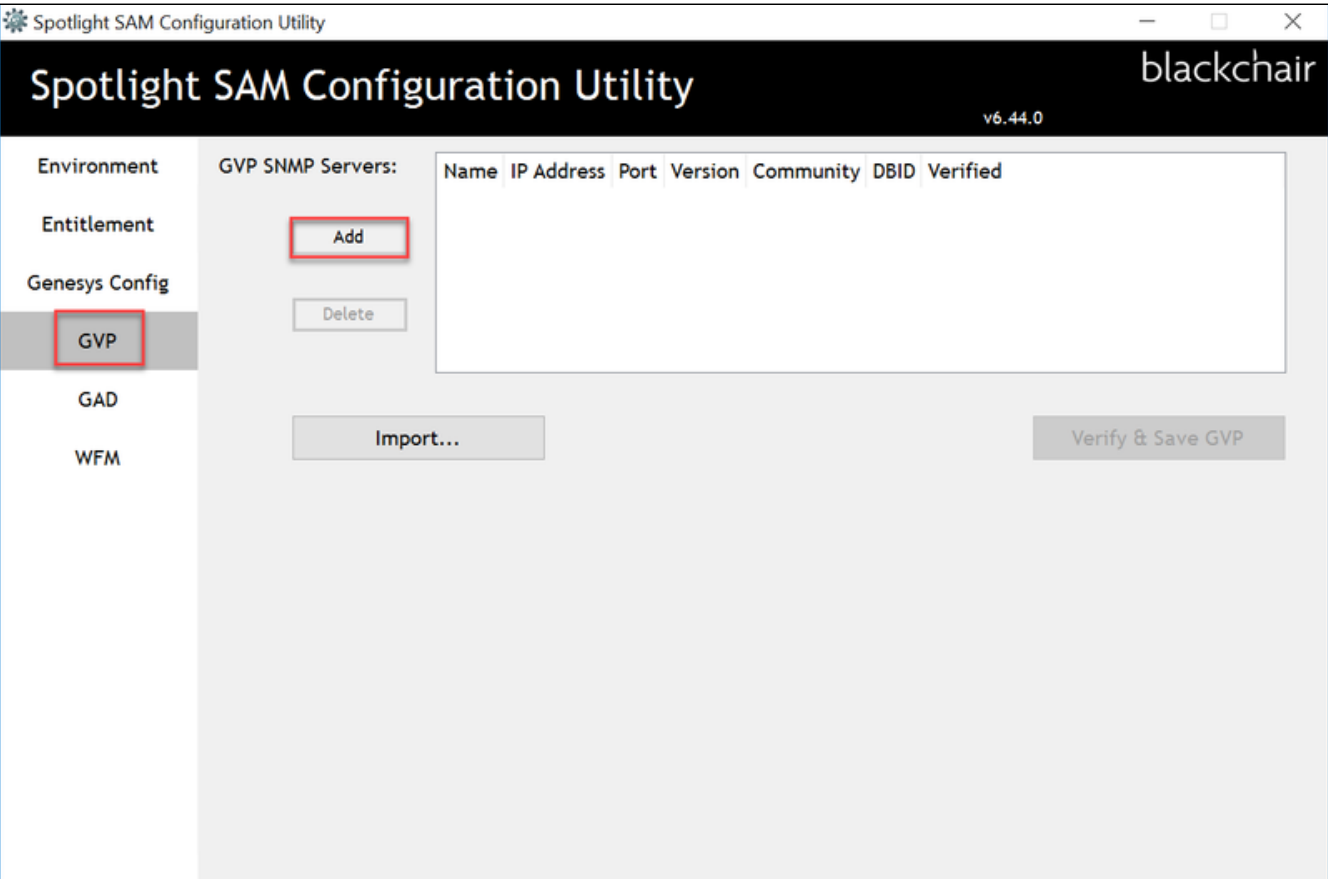 Spotlight SAM Configuration Utility
Spotlight SAM Configuration Utility
blackchair
v6.44.0
Environment
Entitlement
Genesys Config
GVP
GAD
WFM
GVP SNMP Servers:
Name IP Address Port Version Community DBID Verified
Add
Delete
Import...
Verify & Save GVP